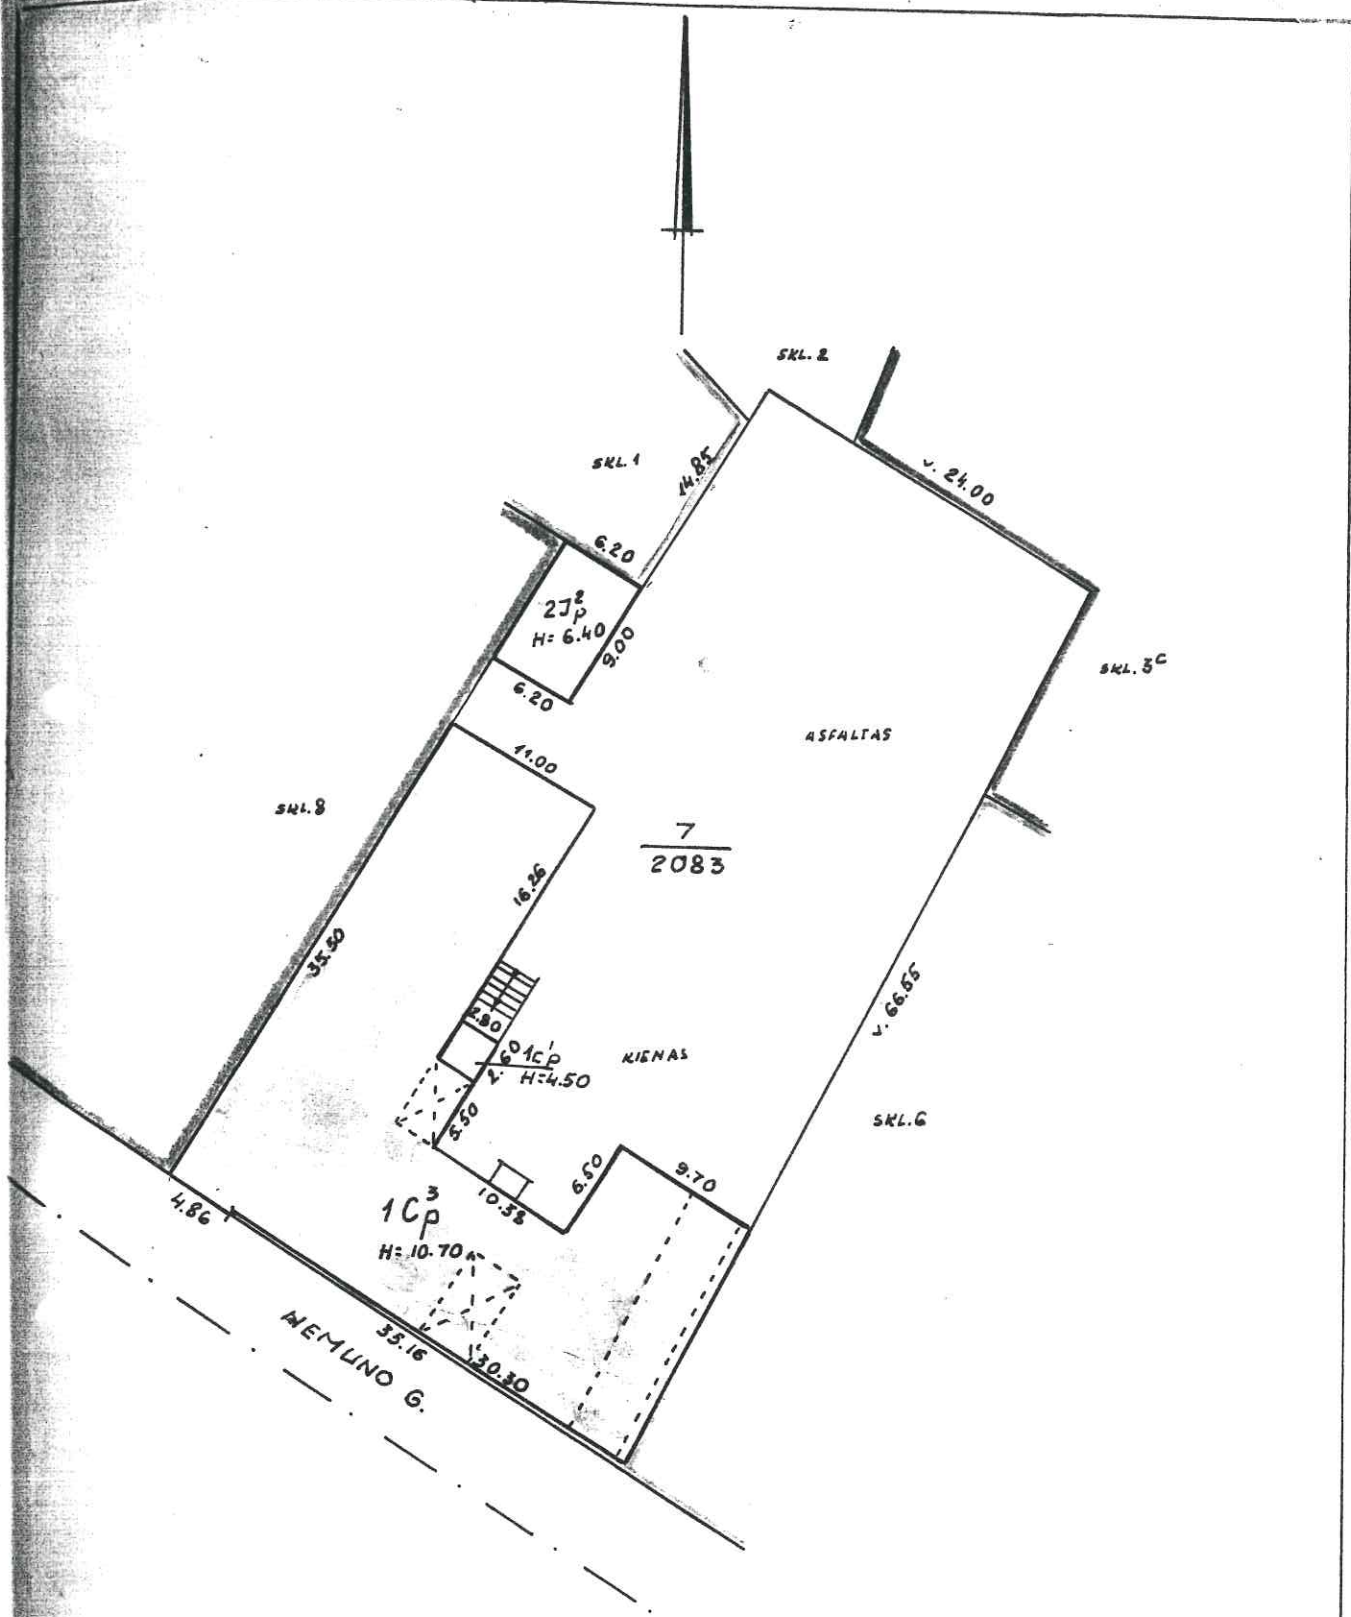 SKL. 2
SKL. 1
14.85
v. 24.00
6.20
2J²p
H= 6.40
9.00
6.20
SKL. 3C
ASFALTAS
11.00
SKL. 8
7
2083
16.26
35.50
v. 66.55
2.80
2.60
1C¹p
H=4.50
KIEMAS
5.50
SKL. 6
6.50
9.70
10.38
4.86
1C³p
H= 10.70
35.16
30.30
NEMUNO G.